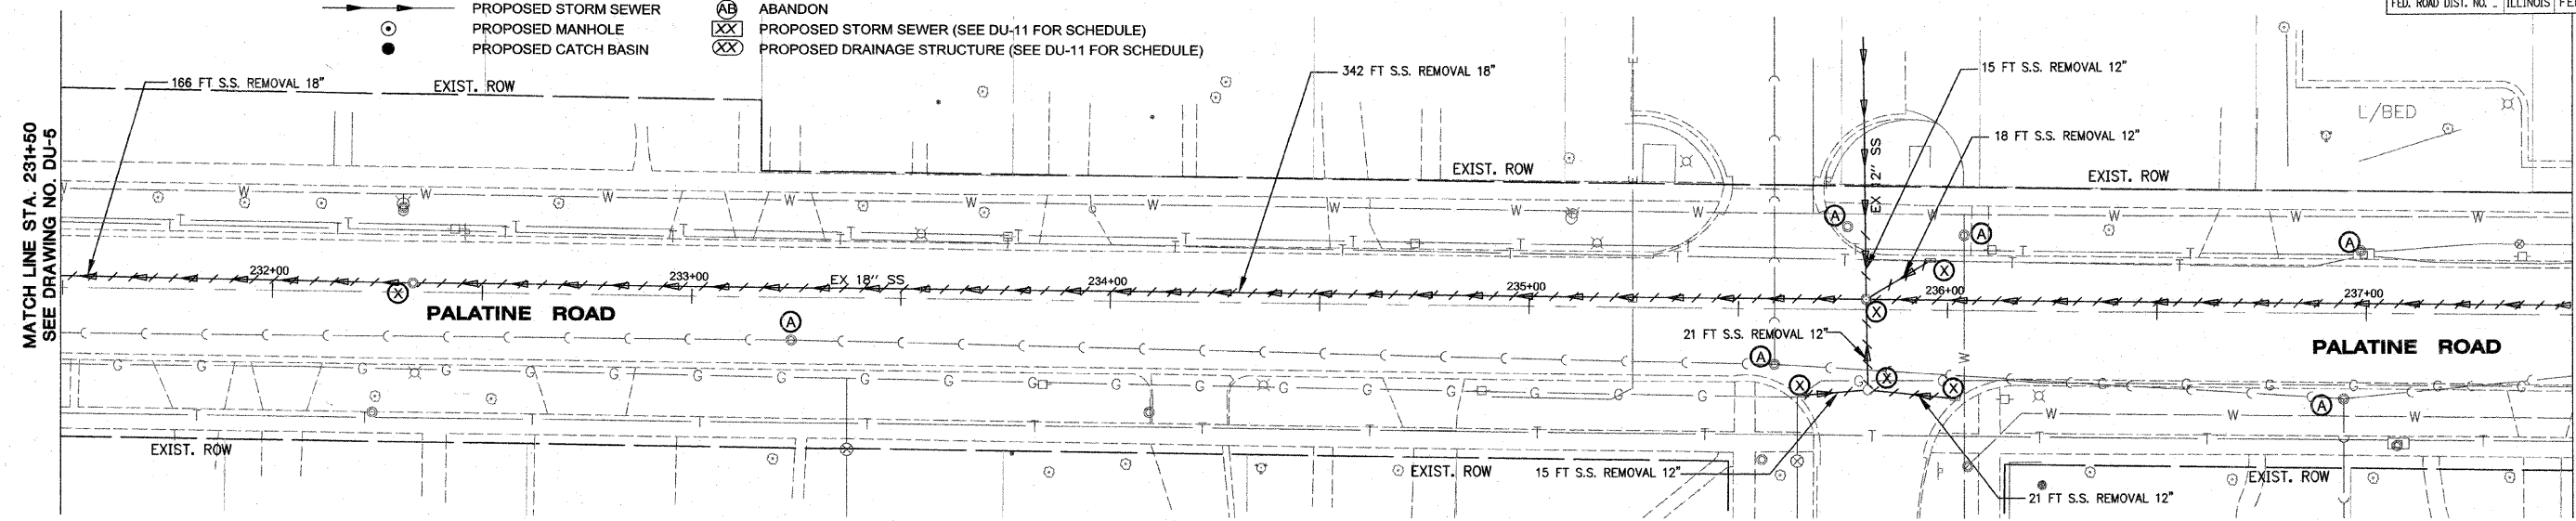 PROPOSED STORM SEWER
PROPOSED MANHOLE
PROPOSED CATCH BASIN
AB ABANDON
XX PROPOSED STORM SEWER (SEE DU-11 FOR SCHEDULE)
XX PROPOSED DRAINAGE STRUCTURE (SEE DU-11 FOR SCHEDULE)
FED. ROAD DIST. NO. _ ILLINOIS
166 FT S.S. REMOVAL 18"
EXIST. ROW
342 FT S.S. REMOVAL 18"
15 FT S.S. REMOVAL 12"
18 FT S.S. REMOVAL 12"
L/BED
EXIST. ROW
EXIST. ROW
EX 12" SS
MATCH LINE STA. 231+50
SEE DRAWING NO. DU-5
W W W W W W W W W W W W
T T T T T T T T T T T T
A
A
A
232+00
233+00
EX 18" SS
234+00
235+00
236+00
237+00
X
X
X
PALATINE ROAD
PALATINE ROAD
A
21 FT S.S. REMOVAL 12"
A
X
X
X
A
G G G G G G G G G G G G
W W W
T T T T T T T T T T
EXIST. ROW
EXIST. ROW
15 FT S.S. REMOVAL 12"
EXIST. ROW
21 FT S.S. REMOVAL 12"